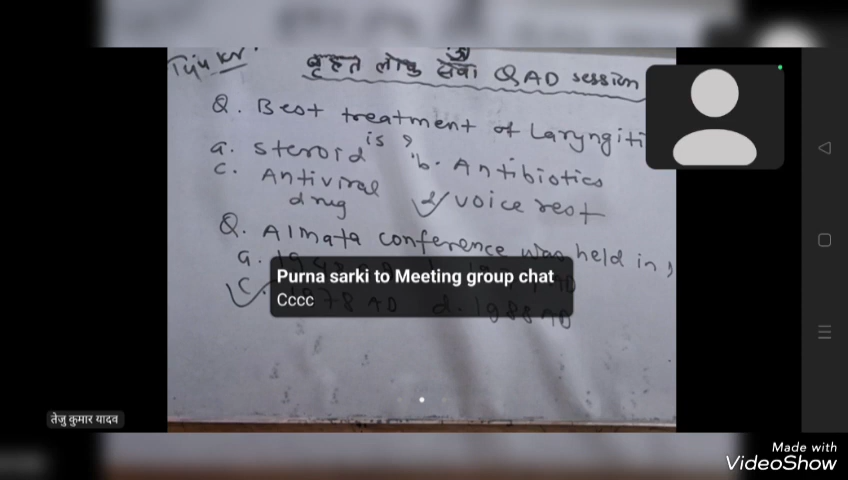 बृहत लोक सेवा Q A D session
Q. Best treatment of Laryngiti
is ?
a. steroid b. Antibiotics
c. Antiviral drug d. voice rest
Q. Almata conference was held in,
a.
Purna sarki to Meeting group chat
Cccc
c. 1978 AD d. 1988 AD
तेजु कुमार यादव
Made with
VideoShow